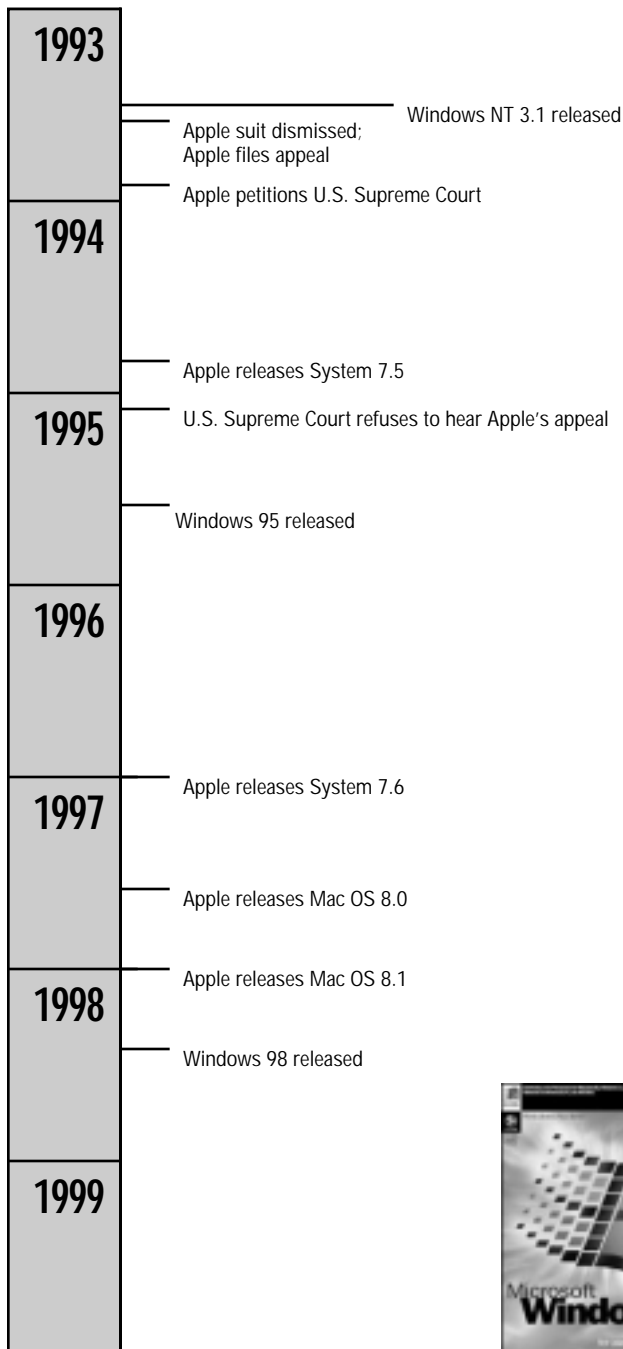 1993
Windows NT 3.1 released
Apple suit dismissed;
Apple files appeal
Apple petitions U.S. Supreme Court
1994
Apple releases System 7.5
1995
U.S. Supreme Court refuses to hear Apple's appeal
Windows 95 released
1996
Apple releases System 7.6
1997
Apple releases Mac OS 8.0
Apple releases Mac OS 8.1
1998
Windows 98 released
1999
Microsoft
Windo